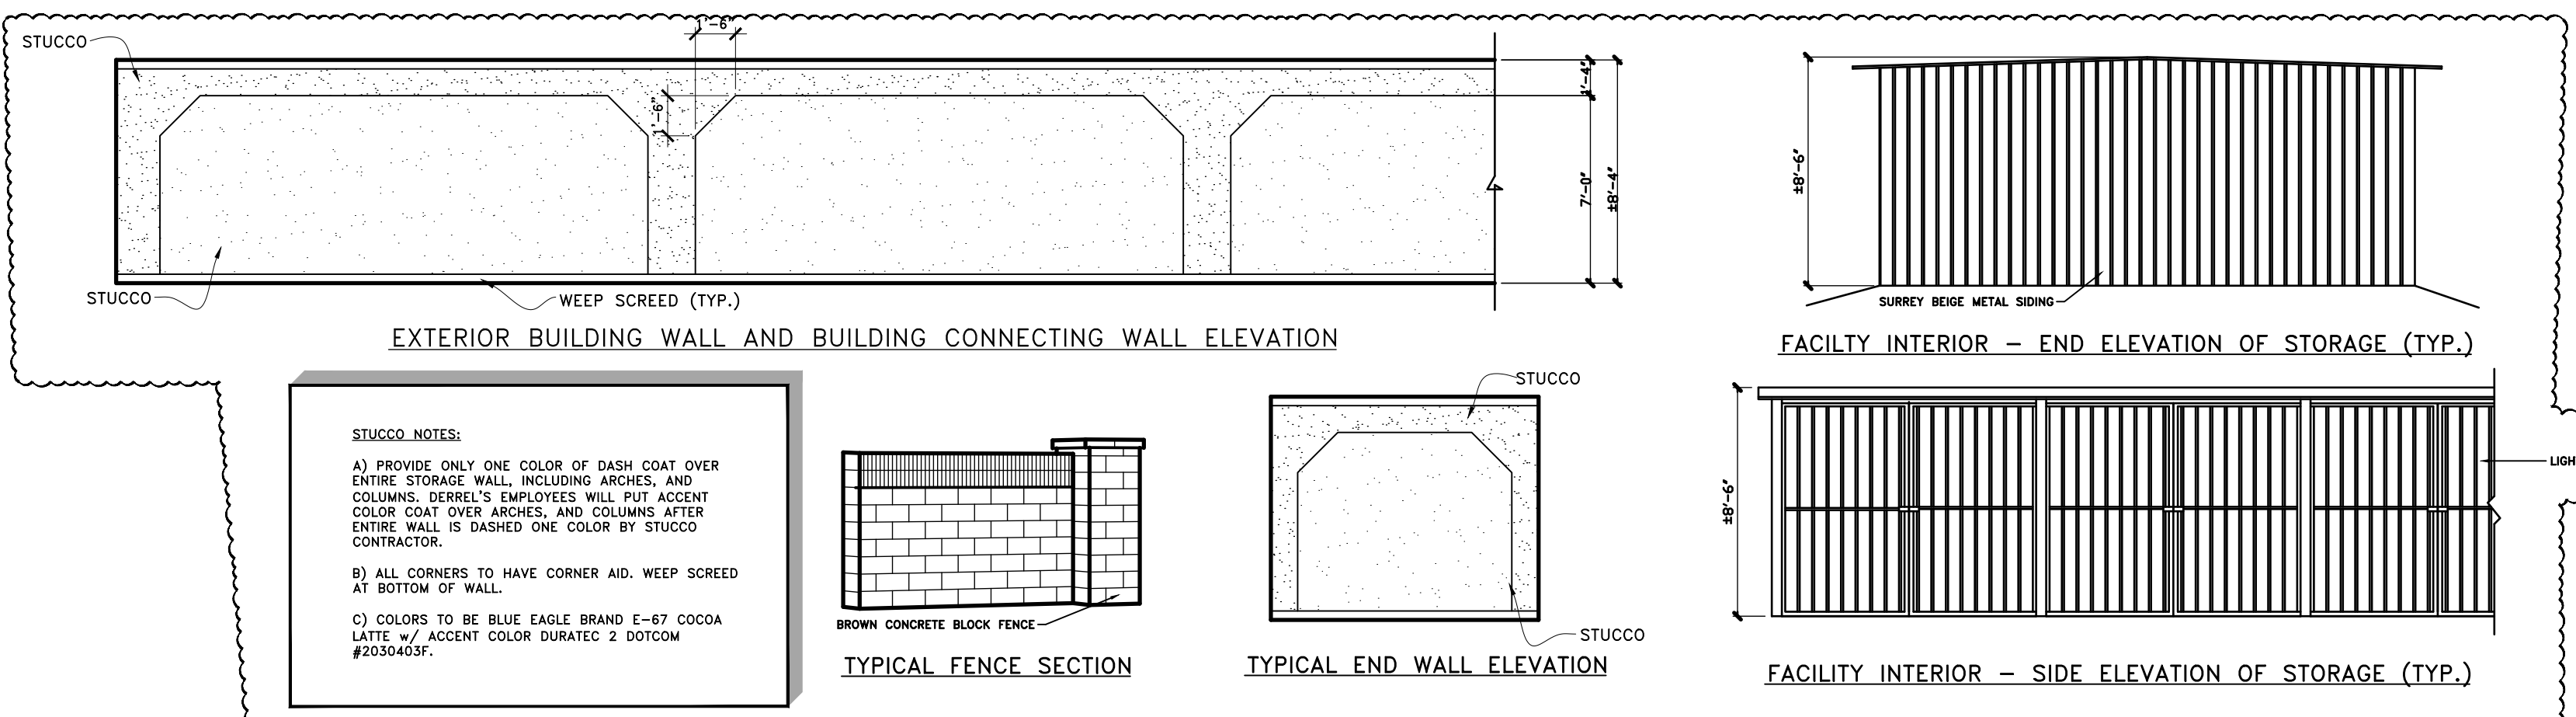 STUCCO
1'-6"
1'-6"
1'-4"
7'-0"
±8'-4"
STUCCO
WEEP SCREED (TYP.)
EXTERIOR BUILDING WALL AND BUILDING CONNECTING WALL ELEVATION
±8'-6"
SURREY BEIGE METAL SIDING
FACILTY INTERIOR - END ELEVATION OF STORAGE (TYP.)
STUCCO NOTES:
A) PROVIDE ONLY ONE COLOR OF DASH COAT OVER
ENTIRE STORAGE WALL, INCLUDING ARCHES, AND
COLUMNS. DERREL'S EMPLOYEES WILL PUT ACCENT
COLOR COAT OVER ARCHES, AND COLUMNS AFTER
ENTIRE WALL IS DASHED ONE COLOR BY STUCCO
CONTRACTOR.
B) ALL CORNERS TO HAVE CORNER AID. WEEP SCREED
AT BOTTOM OF WALL.
C) COLORS TO BE BLUE EAGLE BRAND E-67 COCOA
LATTE w/ ACCENT COLOR DURATEC 2 DOTCOM
#2030403F.
BROWN CONCRETE BLOCK FENCE
TYPICAL FENCE SECTION
STUCCO
STUCCO
TYPICAL END WALL ELEVATION
±8'-6"
LIGH
FACILITY INTERIOR - SIDE ELEVATION OF STORAGE (TYP.)